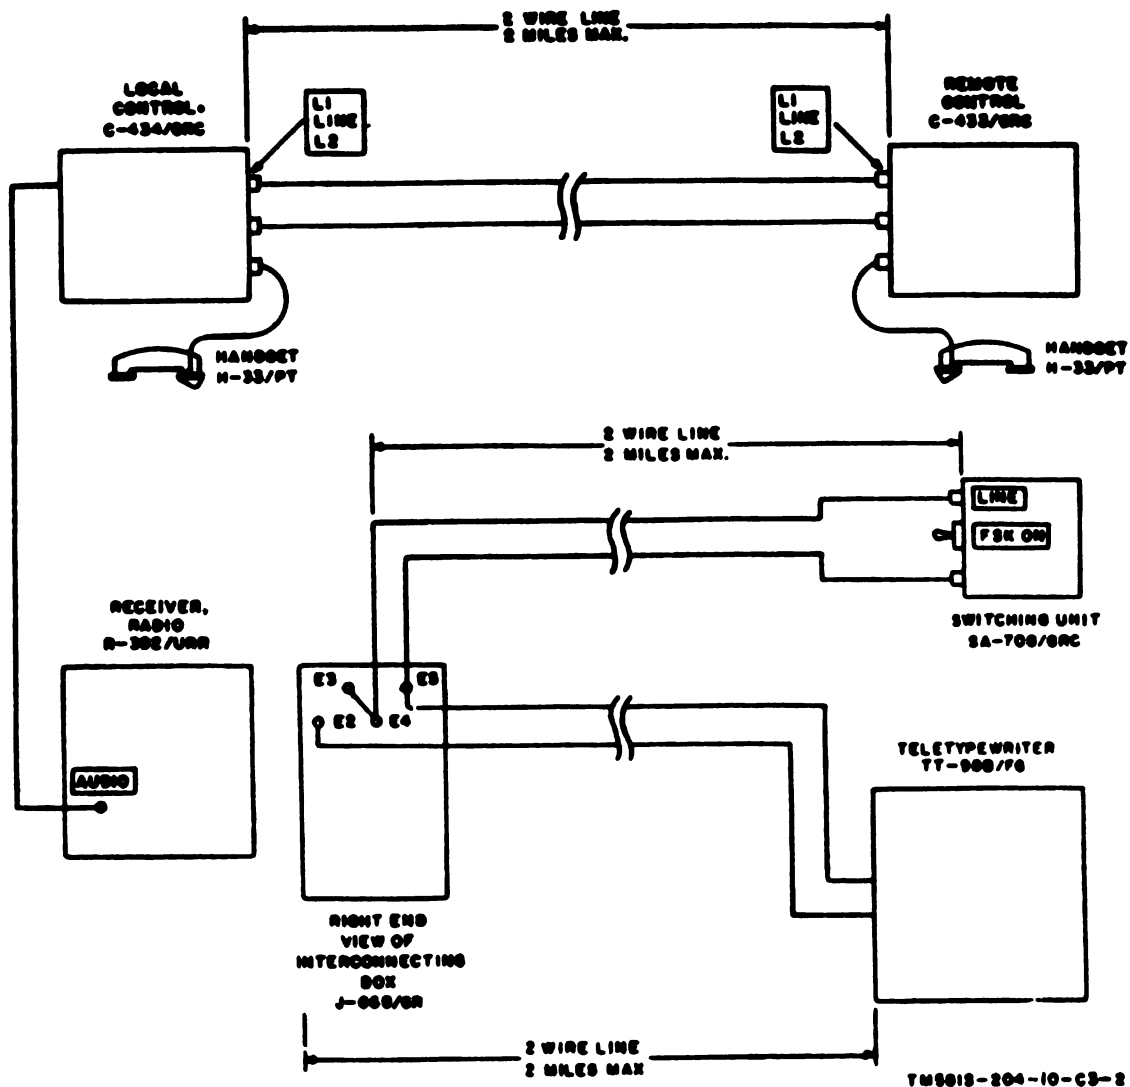 2 WIRE LINE
2 MILES MAX.
LOCAL
CONTROL
C-434/GRC
L1
LINE
L2
L1
LINE
L2
REMOTE
CONTROL
C-433/GRC
HANDSET
H-33/PT
HANDSET
H-33/PT
2 WIRE LINE
2 MILES MAX.
LINE
FSK ON
SWITCHING UNIT
RECEIVER,
RADIO
AUDIO
E3
E5
E2
E4
TELETYPEWRITER
RIGHT END
VIEW OF
INTERCONNECTING
BOX
2 WIRE LINE
2 MILES MAX